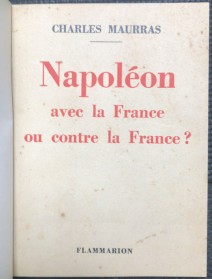 CHARLES MAURRAS
Napoléon
avec la France
ou contre la France ?
FLAMMARION